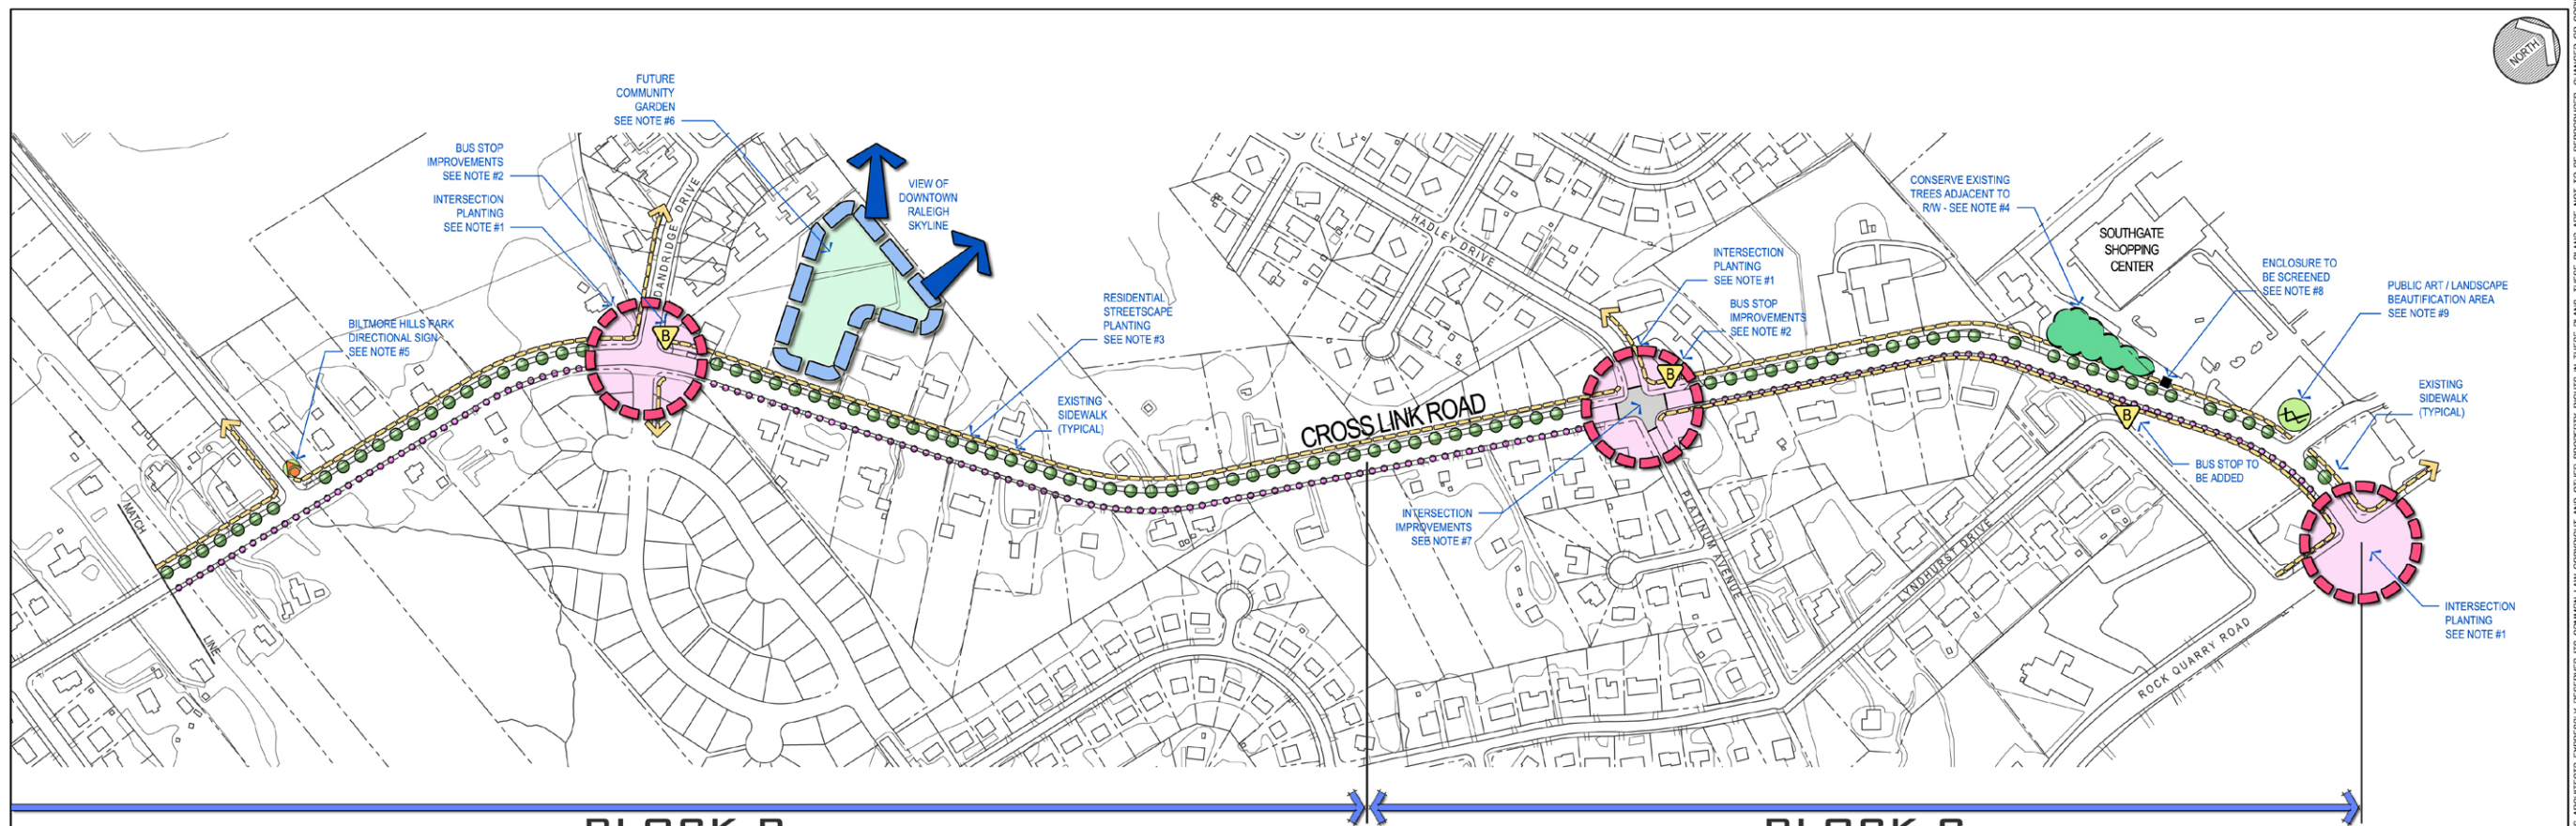 NORTH
FUTURE
COMMUNITY
GARDEN
SEE NOTE #6
BUS STOP
IMPROVEMENTS
SEE NOTE #2
INTERSECTION
PLANTING
SEE NOTE #1
DANDRIDGE DRIVE
VIEW OF
DOWNTOWN
RALEIGH
SKYLINE
BILTMORE HILLS PARK
DIRECTIONAL SIGN
SEE NOTE #5
B
RESIDENTIAL
STREETSCAPE
PLANTING
SEE NOTE #3
EXISTING
SIDEWALK
(TYPICAL)
MATCH
LINE
CROSS LINK ROAD
HADLEY DRIVE
INTERSECTION
PLANTING
SEE NOTE #1
BUS STOP
IMPROVEMENTS
SEE NOTE #2
B
INTERSECTION
IMPROVEMENTS
SEE NOTE #7
PLATINUM AVENUE
LYNDHURST DRIVE
CONSERVE EXISTING
TREES ADJACENT TO
R/W - SEE NOTE #4
SOUTHGATE
SHOPPING
CENTER
ENCLOSURE TO
BE SCREENED
SEE NOTE #8
PUBLIC ART / LANDSCAPE
BEAUTIFICATION AREA
SEE NOTE #9
EXISTING
SIDEWALK
(TYPICAL)
B
BUS STOP TO
BE ADDED
ROCK QUARRY ROAD
INTERSECTION
PLANTING
SEE NOTE #1